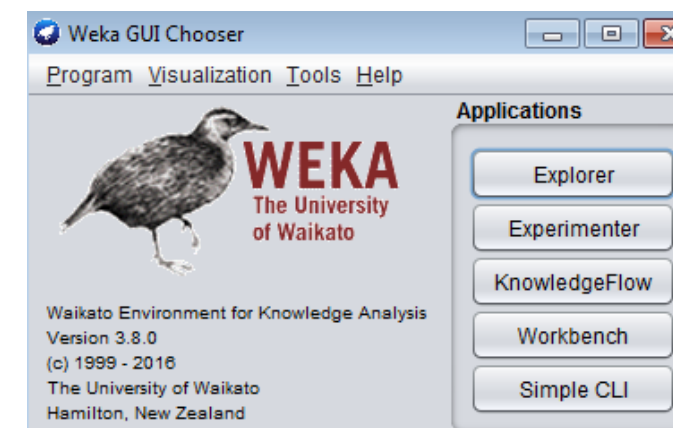 Weka GUI Chooser
Program Visualization Tools Help
Applications
WEKA
The University
of Waikato
Explorer
Experimenter
KnowledgeFlow
Workbench
Simple CLI
Waikato Environment for Knowledge Analysis
Version 3.8.0
(c) 1999 - 2016
The University of Waikato
Hamilton, New Zealand